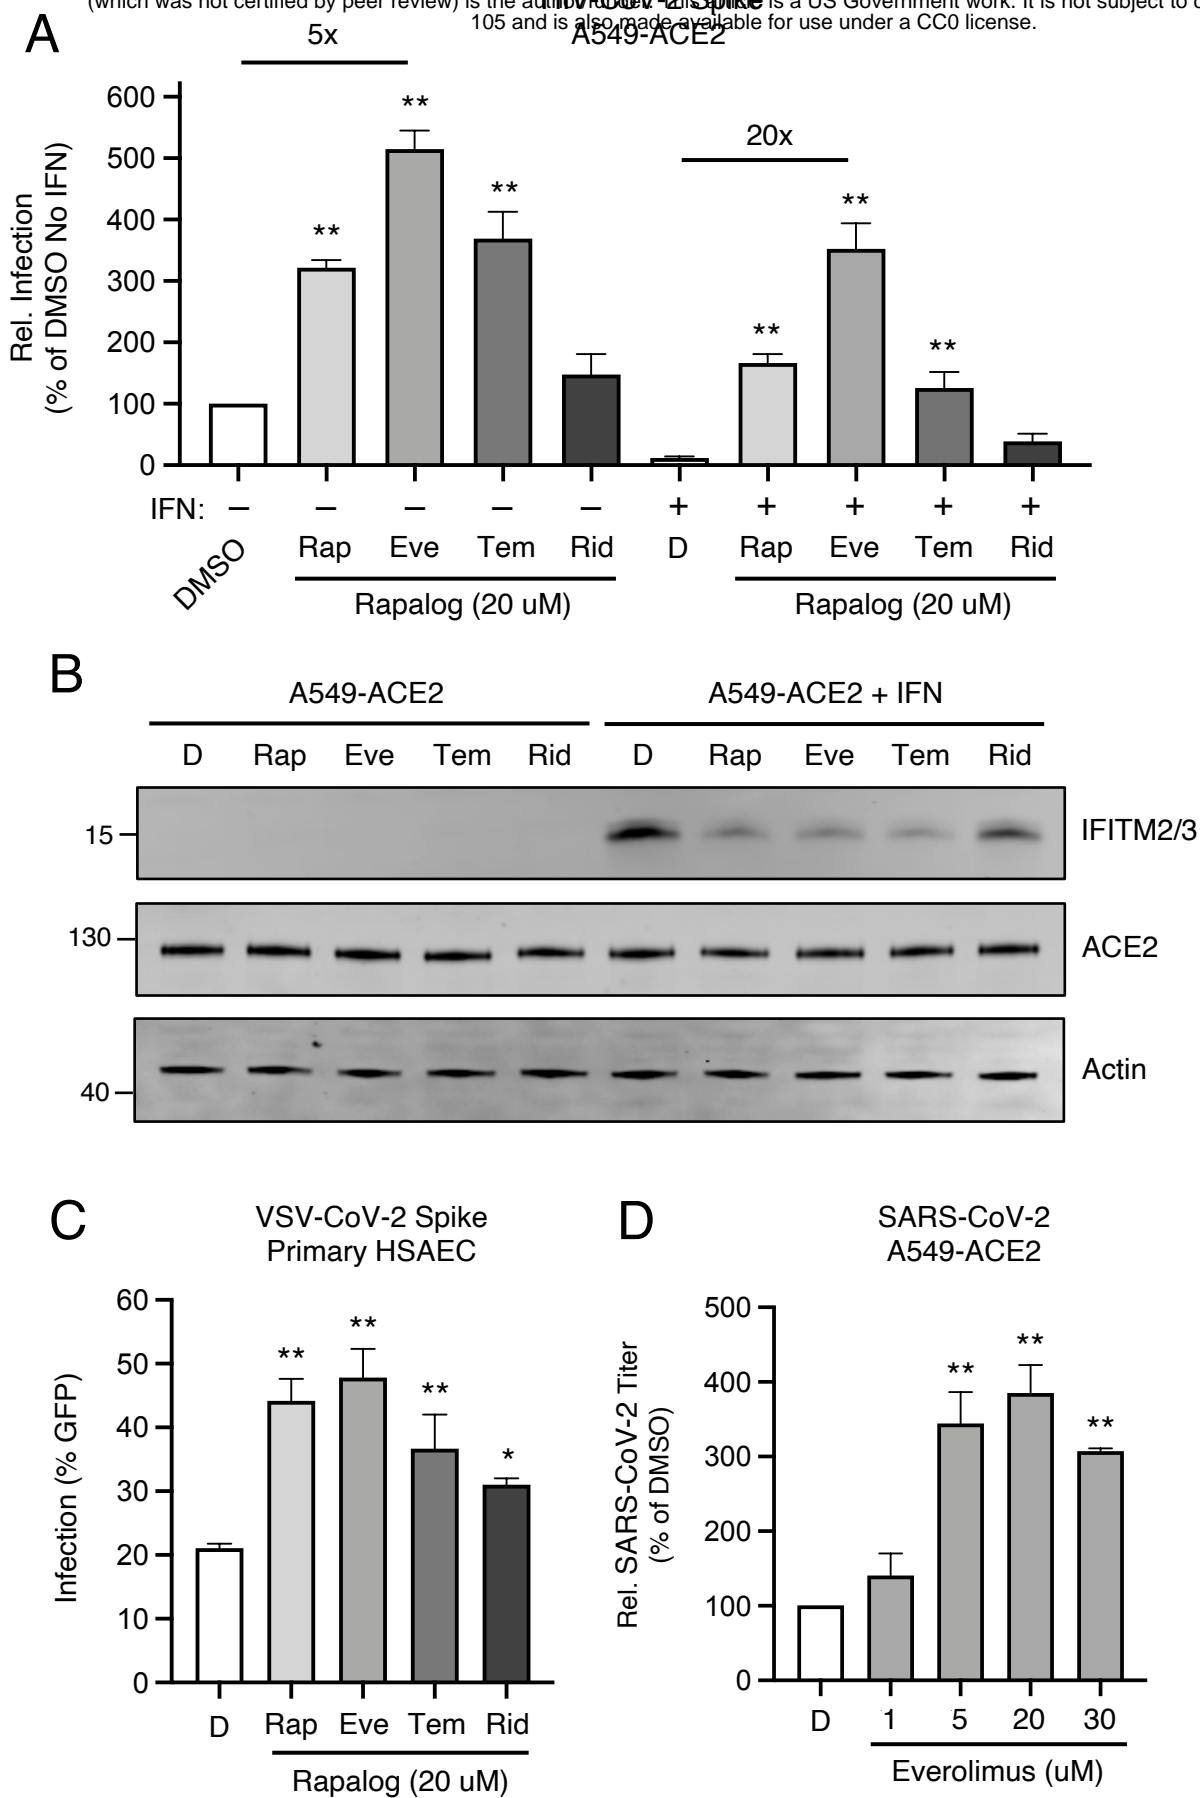 (which was not certified by peer review) is the author/funder. This article is a US Government work. It is not subject to
105 and is also made available for use under a CC0 license.
A
HIV-CoV-2 Spike
A549-ACE2
5x
20x
Rel. Infection
(% of DMSO No IFN)
600
500
400
300
200
100
0
** ** ** ** ** **
IFN: – – – – – + + + + +
DMSO Rap Eve Tem Rid D Rap Eve Tem Rid
Rapalog (20 uM) Rapalog (20 uM)
B
A549-ACE2 A549-ACE2 + IFN
D Rap Eve Tem Rid D Rap Eve Tem Rid
15 IFITM2/3
130 ACE2
Actin
40
C
VSV-CoV-2 Spike
Primary HSAEC
Infection (% GFP)
60
50
40
30
20
10
0
** ** ** *
D Rap Eve Tem Rid
Rapalog (20 uM)
D
SARS-CoV-2
A549-ACE2
Rel. SARS-CoV-2 Titer
(% of DMSO)
500
400
300
200
100
0
** ** **
D 1 5 20 30
Everolimus (uM)